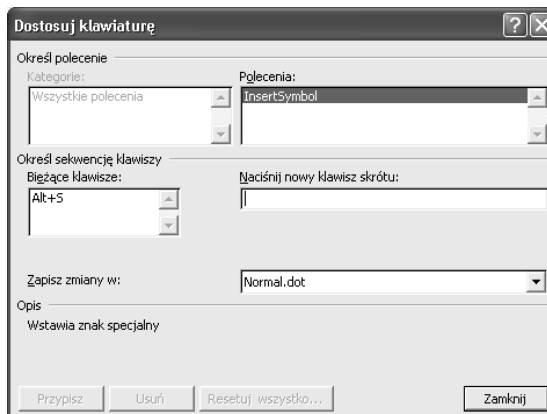 Dostosuj klawiaturę
Określ polecenie
Kategorie:
Polecenia:
Wszystkie polecenia
InsertSymbol
Określ sekwencję klawiszy
Bieżące klawisze:
Naciśnij nowy klawisz skrótu:
Alt+S
Zapisz zmiany w:
Normal.dot
Opis
Wstawia znak specjalny
Przypisz
Usuń
Resetuj wszystko...
Zamknij